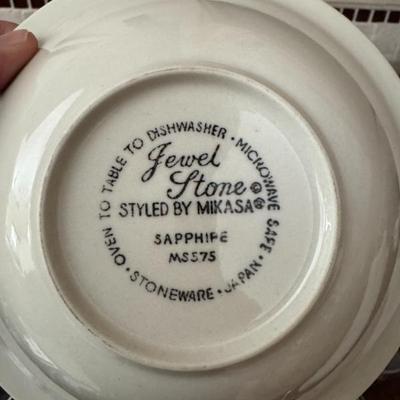 OVEN TO TABLE TO DISHWASHER • MICROWAVE SAFE •
Jewel
Stone©
STYLED BY MIKASA®
SAPPHIRE
MS575
STONEWARE • JAPAN •